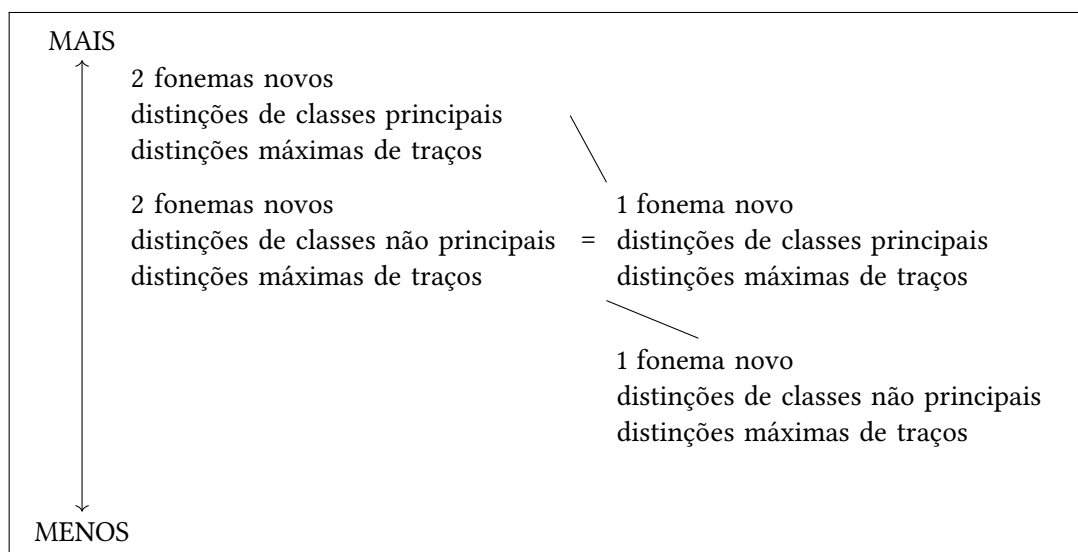 MAIS
2 fonemas novos
distinções de classes principais
distinções máximas de traços
2 fonemas novos
distinções de classes não principais
distinções máximas de traços
=
1 fonema novo
distinções de classes principais
distinções máximas de traços
1 fonema novo
distinções de classes não principais
distinções máximas de traços
MENOS